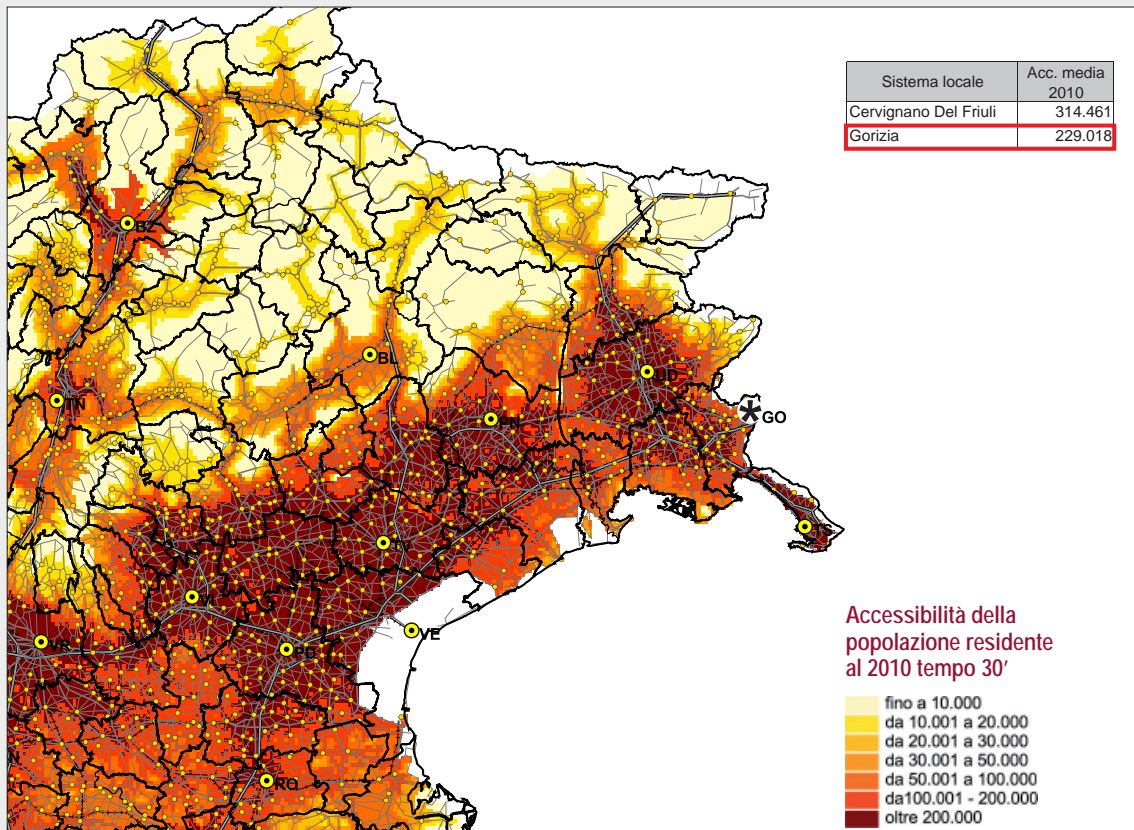 Sistema locale
Acc. media 2010
Cervignano Del Friuli 314.461
Gorizia 229.018
BZ
BL
UD
TN
PN
GO
TS
TV
VI
VE
VR
PD
RO
Accessibilità della
popolazione residente
al 2010 tempo 30'
fino a 10.000
da 10.001 a 20.000
da 20.001 a 30.000
da 30.001 a 50.000
da 50.001 a 100.000
da100.001 - 200.000
oltre 200.000